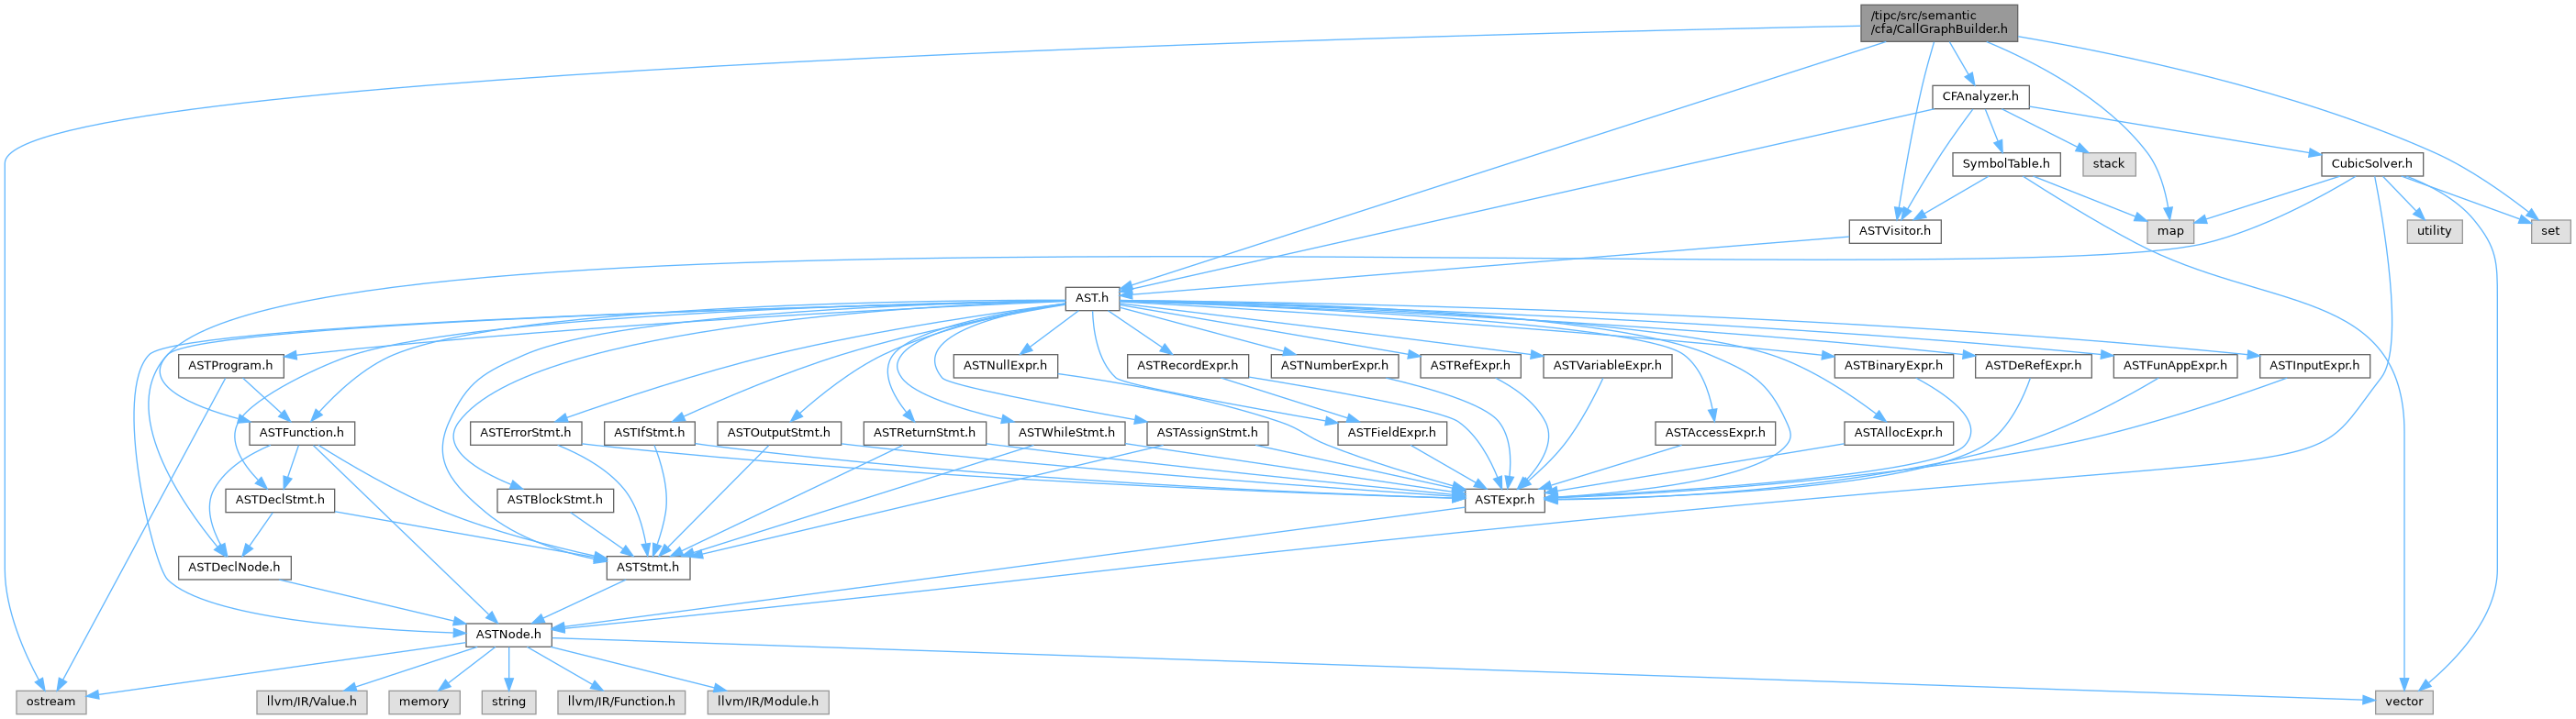 /tipc/src/semantic
/cfa/CallGraphBuilder.h
CFAnalyzer.h
SymbolTable.h
stack
CubicSolver.h
ASTVisitor.h
map
utility
set
AST.h
ASTProgram.h
ASTNullExpr.h
ASTRecordExpr.h
ASTNumberExpr.h
ASTRefExpr.h
ASTVariableExpr.h
ASTBinaryExpr.h
ASTDeRefExpr.h
ASTFunAppExpr.h
ASTInputExpr.h
ASTFunction.h
ASTErrorStmt.h
ASTIfStmt.h
ASTOutputStmt.h
ASTReturnStmt.h
ASTWhileStmt.h
ASTAssignStmt.h
ASTFieldExpr.h
ASTAccessExpr.h
ASTAllocExpr.h
ASTDeclStmt.h
ASTBlockStmt.h
ASTExpr.h
ASTDeclNode.h
ASTStmt.h
ASTNode.h
ostream
llvm/IR/Value.h
memory
string
llvm/IR/Function.h
llvm/IR/Module.h
vector